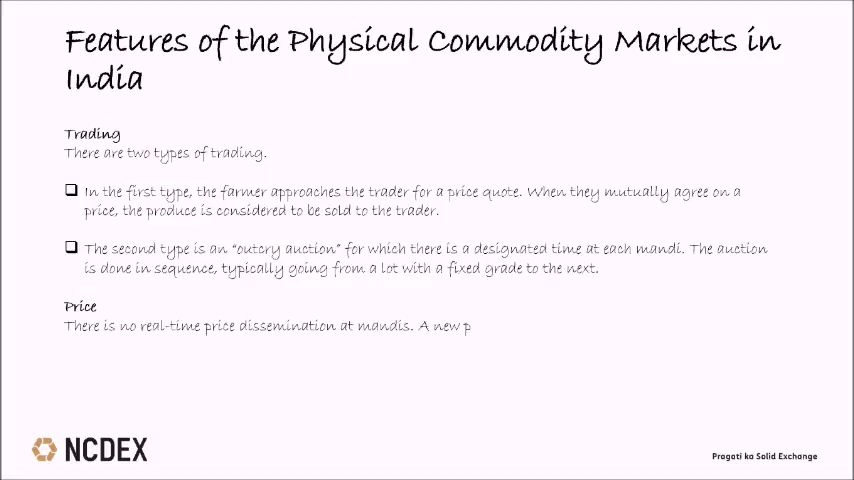 Features of the Physical Commodity Markets in
India
Trading
There are two types of trading.
In the first type, the farmer approaches the trader for a price quote. When they mutually agree on a
price, the produce is considered to be sold to the trader.
The second type is an “outcry auction” for which there is a designated time at each mandi. The auction
is done in sequence, typically going from a lot with a fixed grade to the next.
Price
There is no real-time price dissemination at mandis. A new p
NCDEX
Pragati ka Solid Exchange